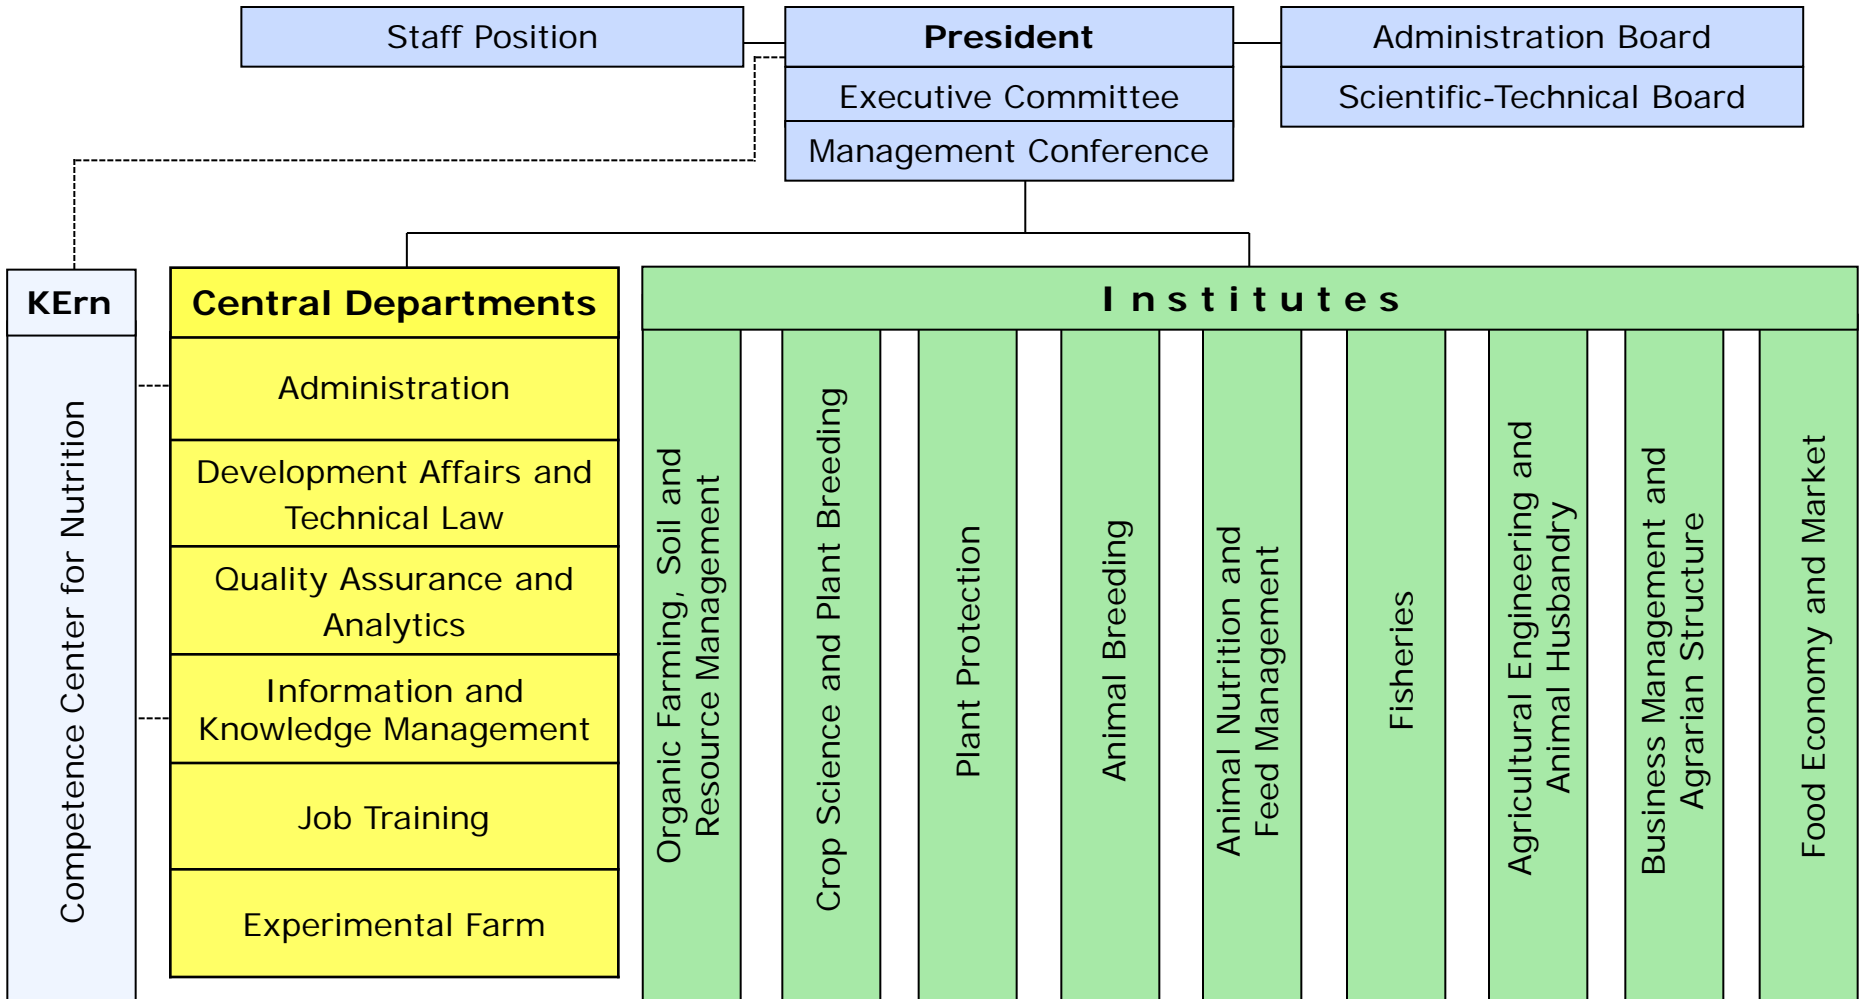 Staff Position
President
Administration Board
Executive Committee
Scientific-Technical Board
Management Conference
KErn
Competence Center for Nutrition
Central Departments
Administration
Development Affairs and
Technical Law
Quality Assurance and
Analytics
Information and
Knowledge Management
Job Training
Experimental Farm
Institutes
Organic Farming, Soil and
Resource Management
Crop Science and Plant Breeding
Plant Protection
Animal Breeding
Animal Nutrition and
Feed Management
Fisheries
Agricultural Engineering and
Animal Husbandry
Business Management and
Agrarian Structure
Food Economy and Market